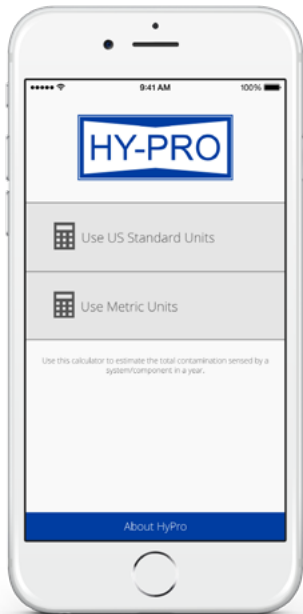 9:41 AM
100%
HY-PRO
Use US Standard Units
Use Metric Units
Use this calculator to estimate the total contamination sensed by a
system/component in a year.
About HyPro